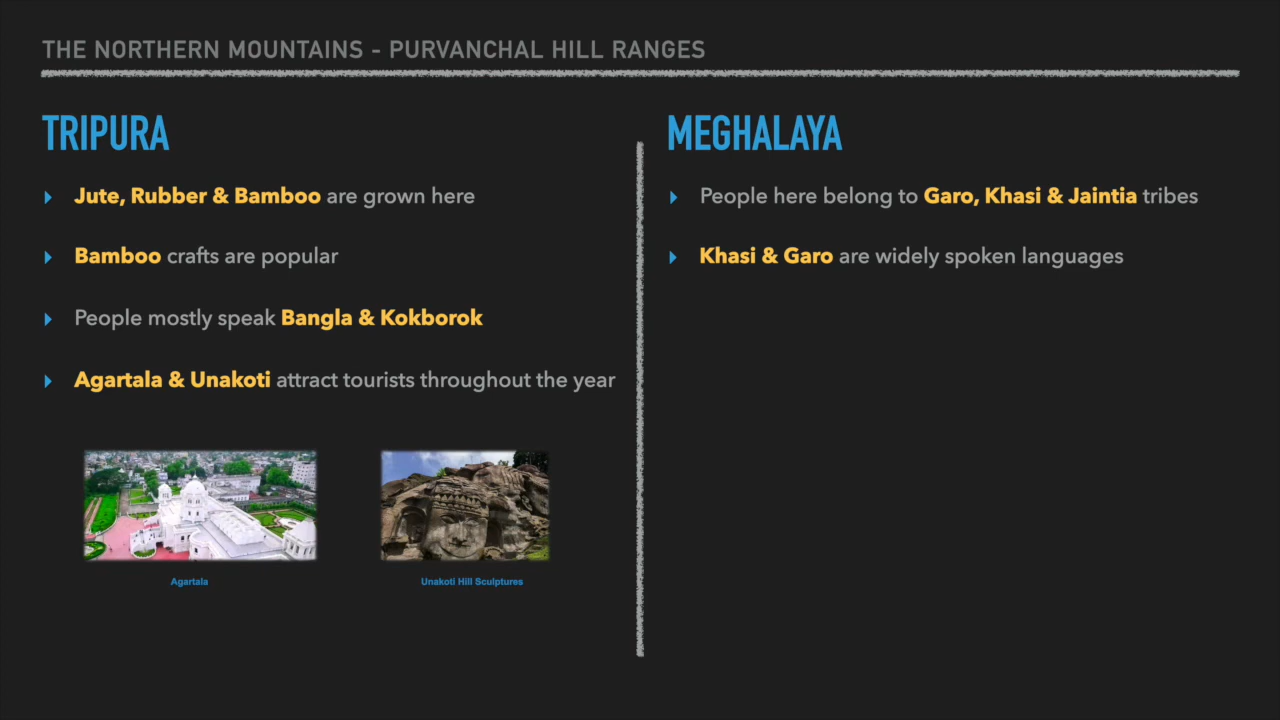 THE NORTHERN MOUNTAINS - PURVANCHAL HILL RANGES
TRIPURA
Jute, Rubber & Bamboo are grown here
Bamboo crafts are popular
People mostly speak Bangla & Kokborok
Agartala & Unakoti attract tourists throughout the year
Agartala
Unakoti Hill Sculptures
MEGHALAYA
People here belong to Garo, Khasi & Jaintia tribes
Khasi & Garo are widely spoken languages